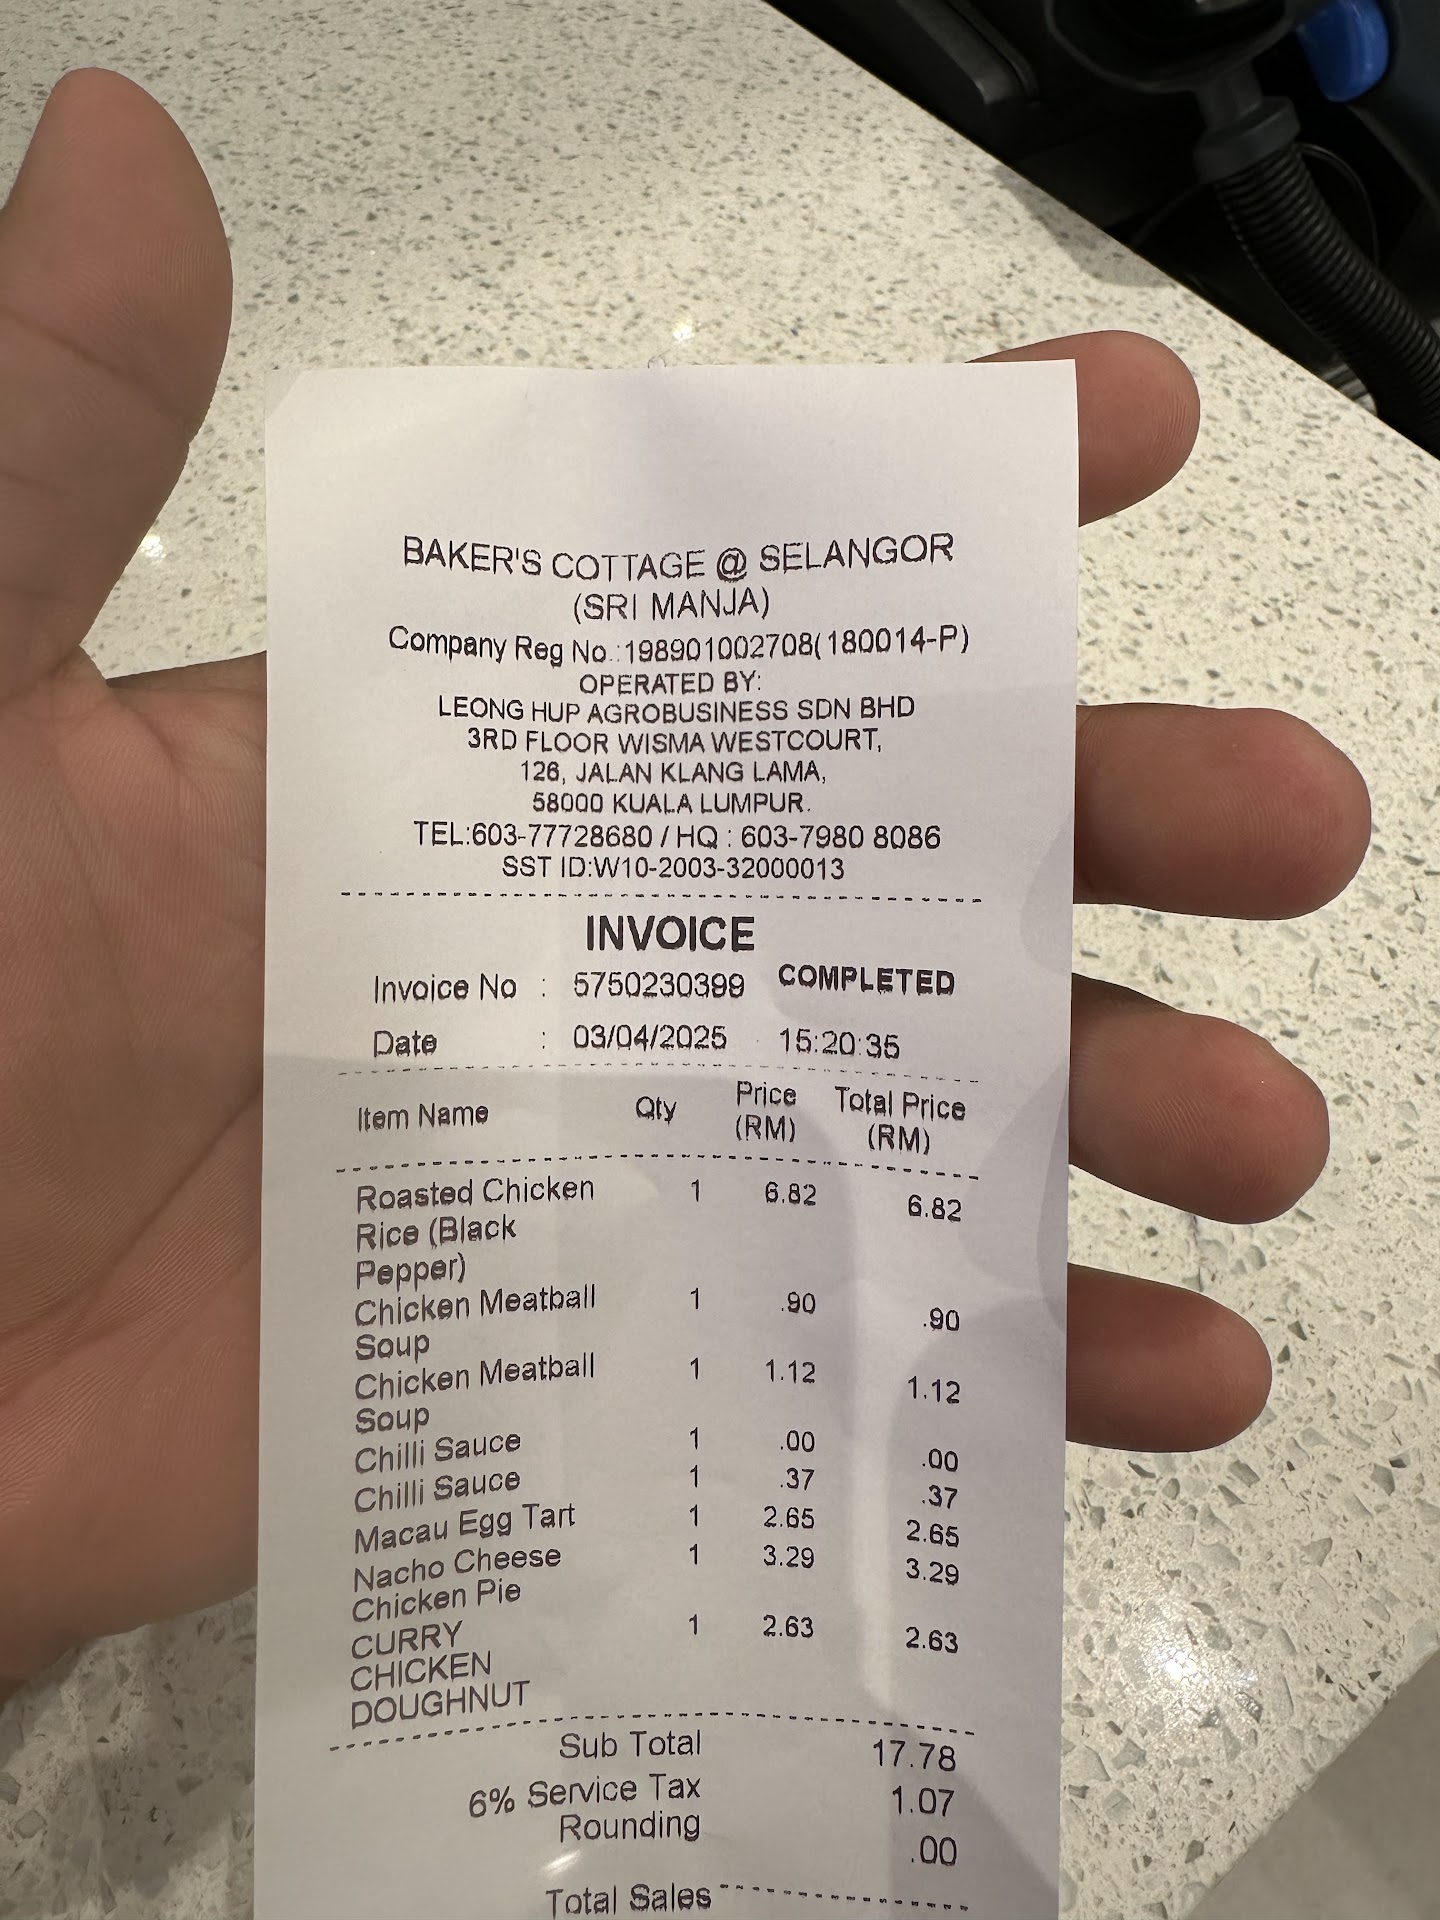 BAKER'S COTTAGE @ SELANGOR
(SRI MANJA)
Company Reg No.:198901002708(180014-P)
OPERATED BY:
LEONG HUP AGROBUSINESS SDN BHD
3RD FLOOR WISMA WESTCOURT,
126, JALAN KLANG LAMA,
58000 KUALA LUMPUR.
TEL:603-77728680 / HQ : 603-7980 8086
SST ID:W10-2003-32000013
INVOICE
Invoice No : 5750230399 COMPLETED
Date : 03/04/2025 15:20:35
Item Name Qty Price (RM) Total Price (RM)
Roasted Chicken 1 6.82 6.82
Rice (Black
Pepper)
Chicken Meatball 1 .90 .90
Soup
Chicken Meatball 1 1.12 1.12
Soup
Chilli Sauce 1 .00 .00
Chilli Sauce 1 .37 .37
Macau Egg Tart 1 2.65 2.65
Nacho Cheese 1 3.29 3.29
Chicken Pie
CURRY 1 2.63 2.63
CHICKEN
DOUGHNUT
Sub Total 17.78
6% Service Tax 1.07
Rounding .00
Total Sales